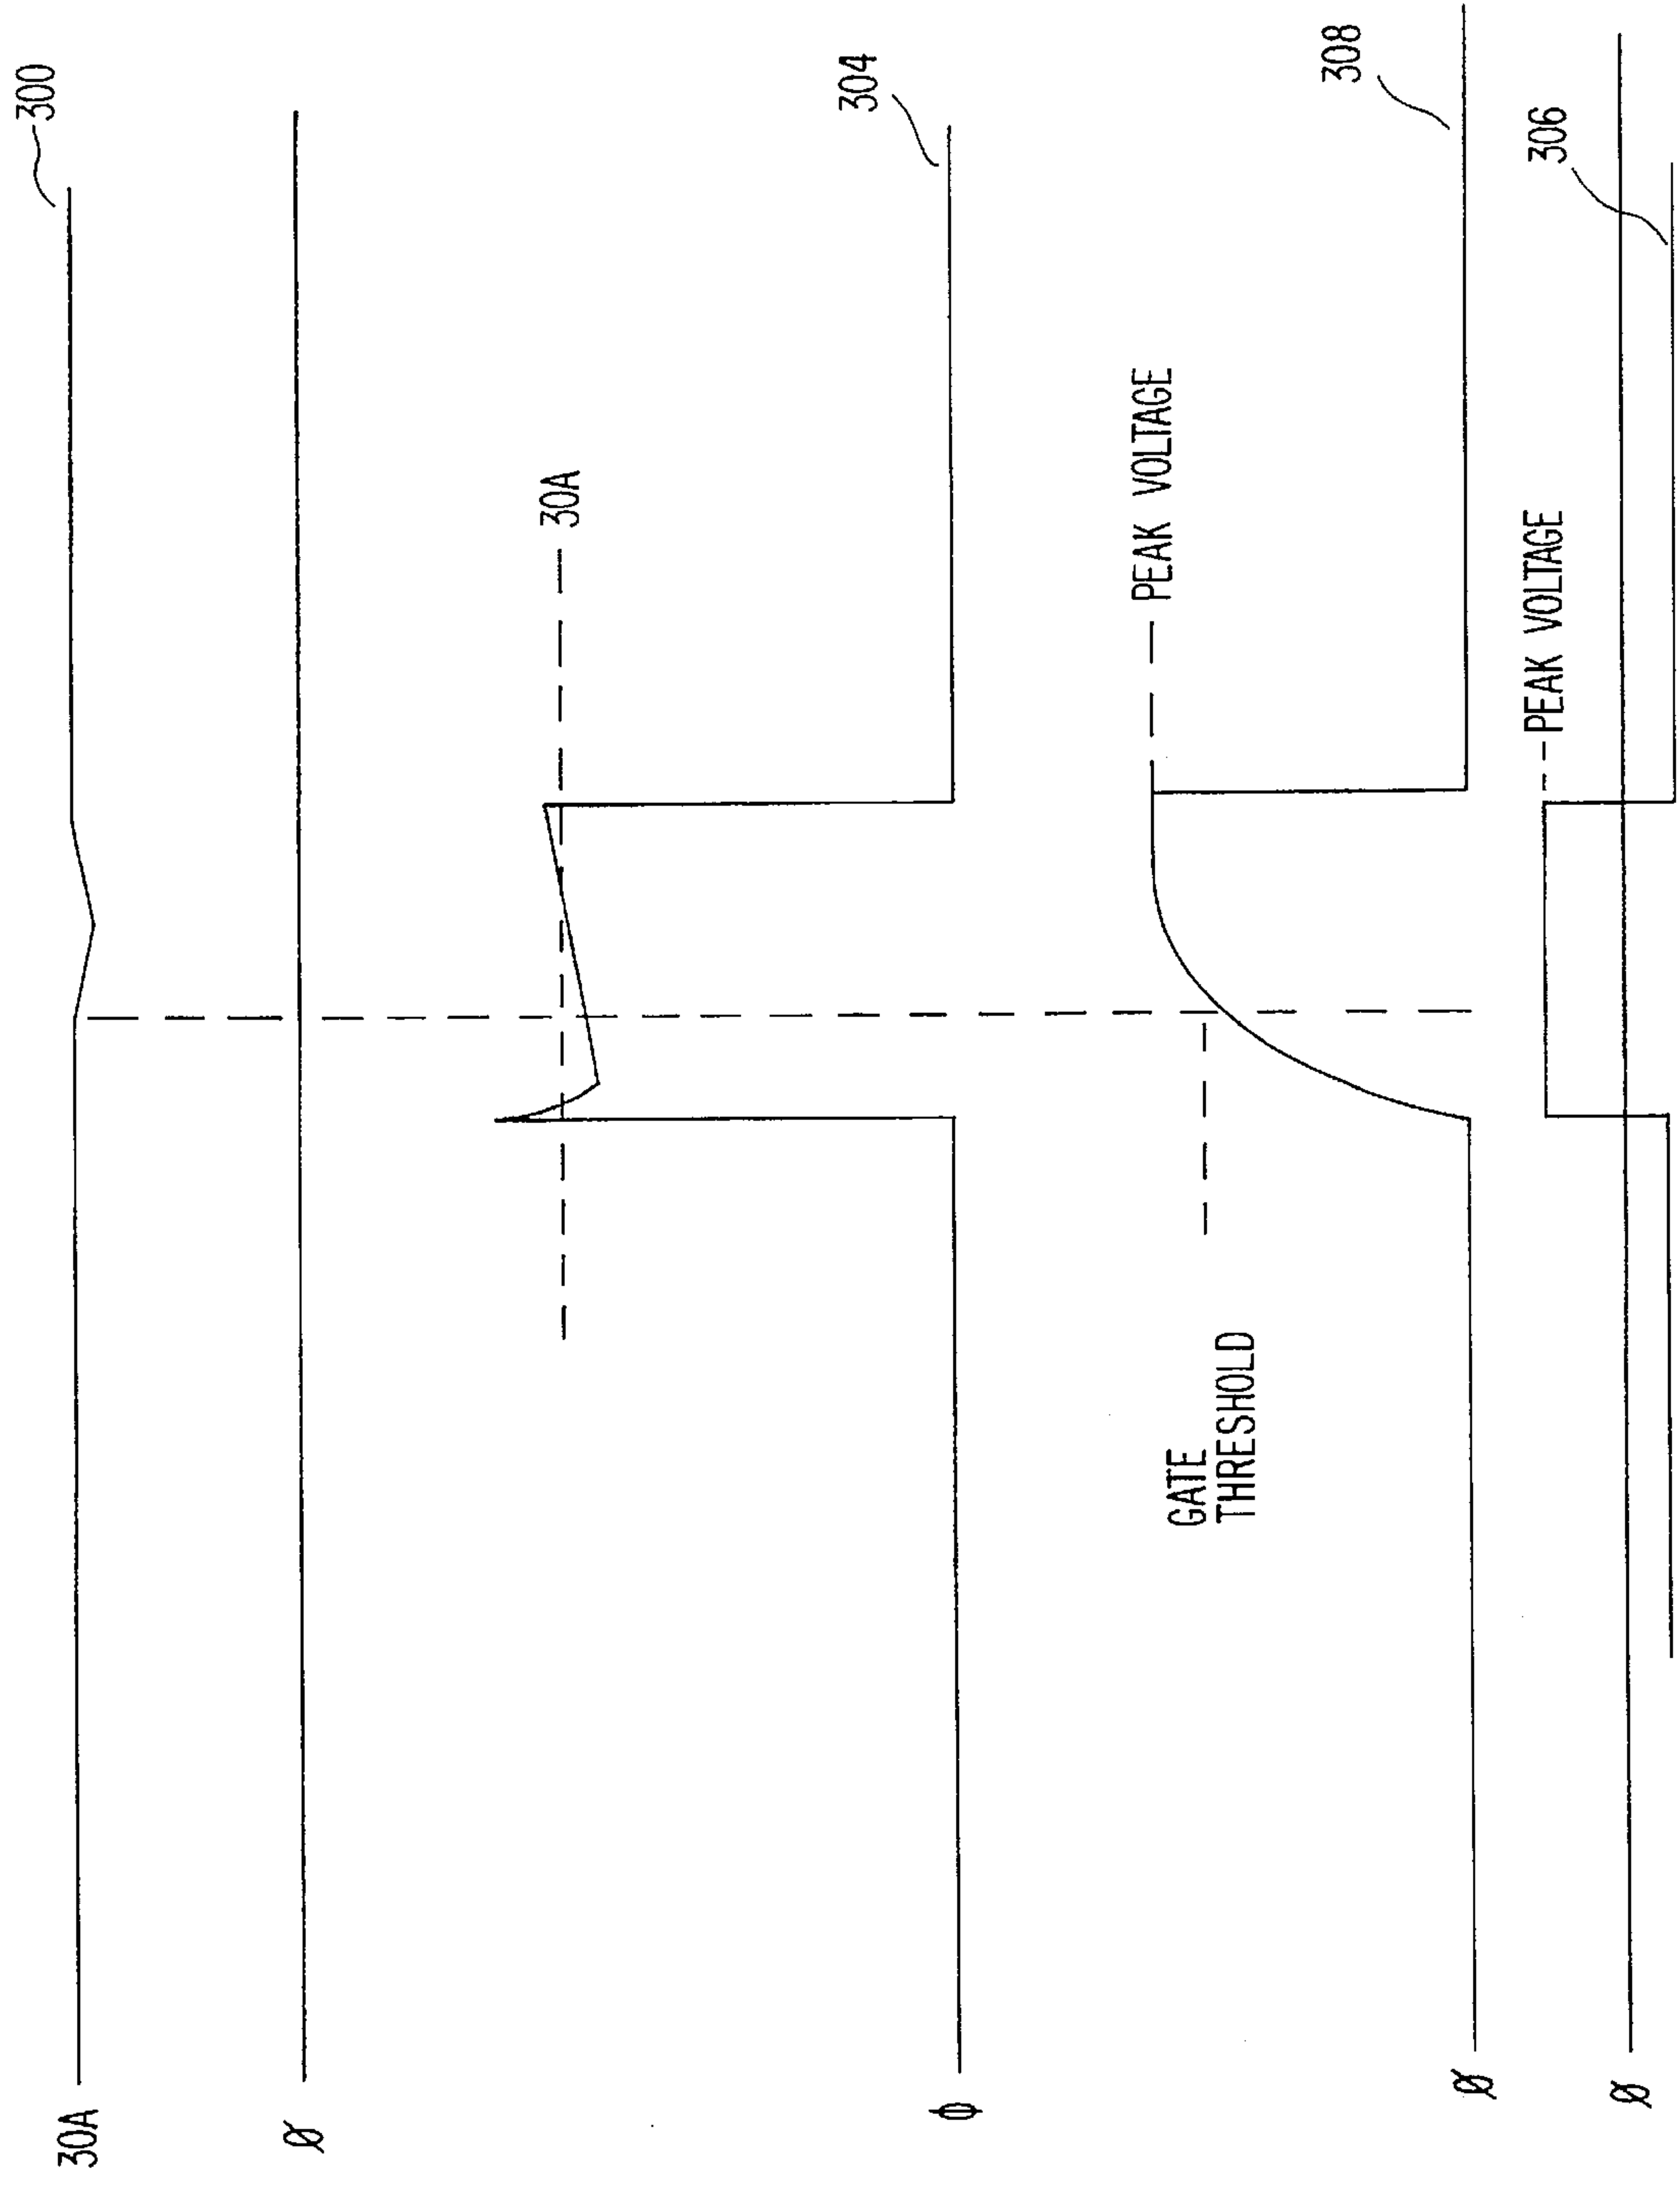 300
30A
Ø
30A
304
ϕ
PEAK VOLTAGE
GATE
THRESHOLD
308
Ø
PEAK VOLTAGE
306
Ø